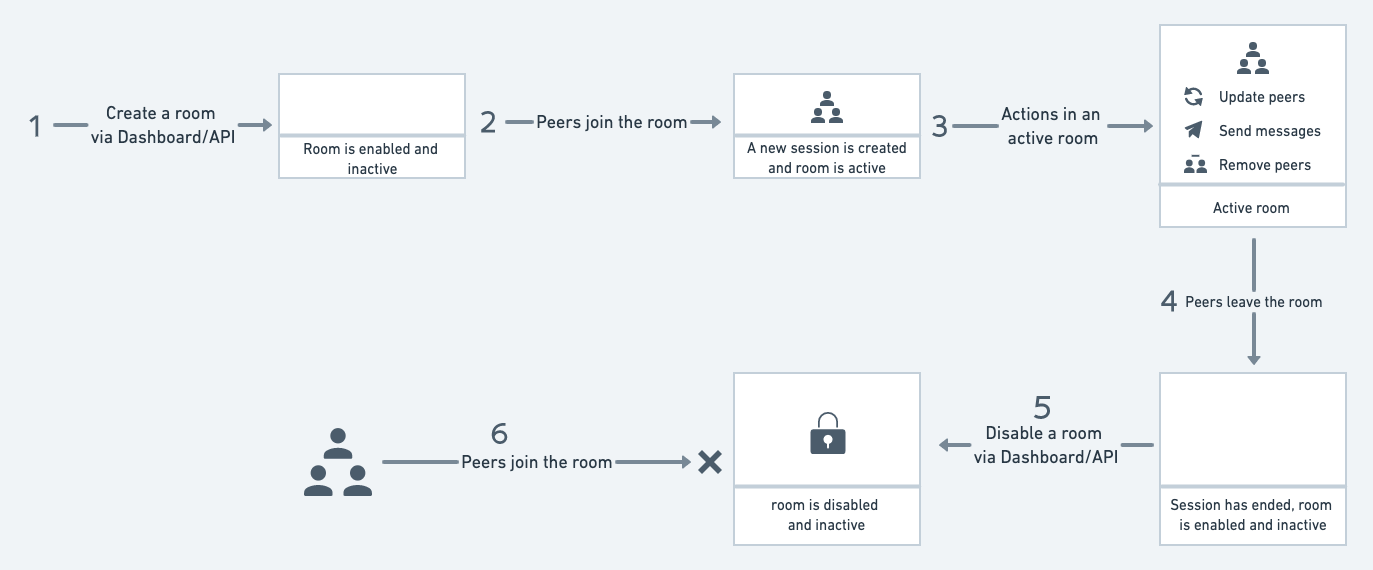 1
Create a room
via Dashboard/API
Room is enabled and
inactive
2
Peers join the room
A new session is created
and room is active
3
Actions in an
active room
Update peers
Send messages
Remove peers
Active room
4 Peers leave the room
Session has ended, room
is enabled and inactive
5
Disable a room
via Dashboard/API
room is disabled
and inactive
6
Peers join the room